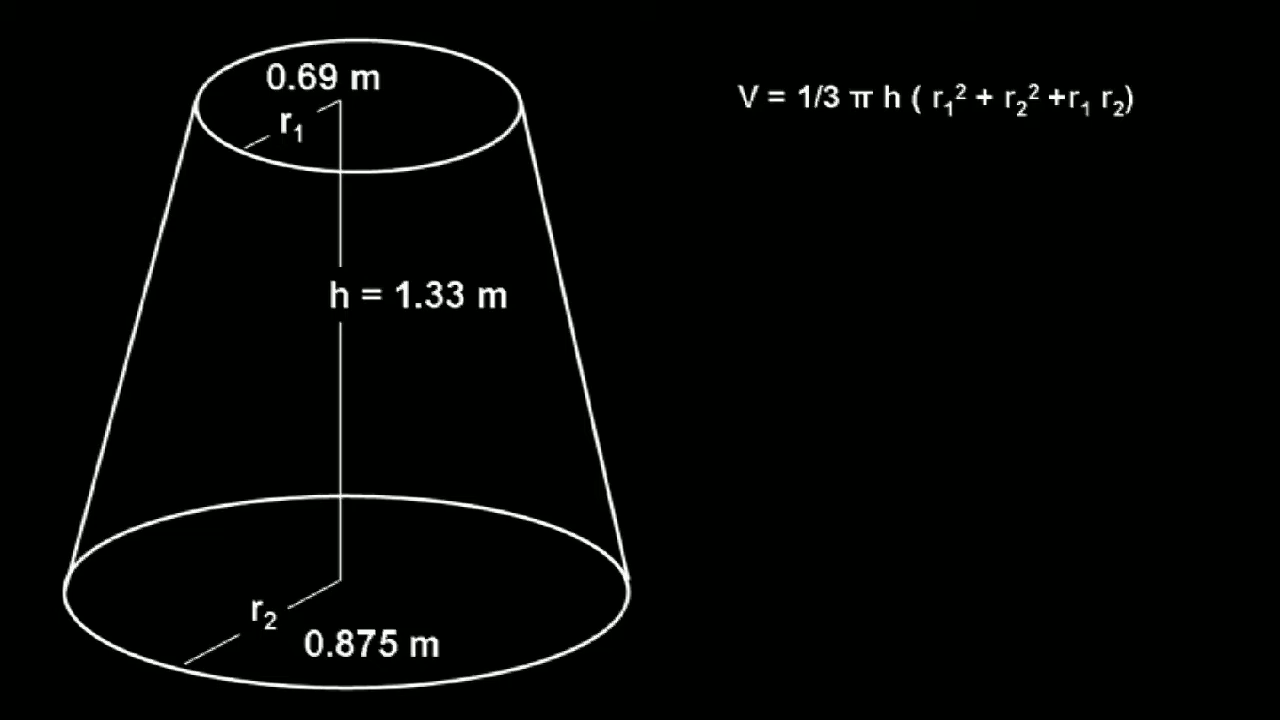 0.69 m
r₁
V = 1/3 π h ( r₁² + r₂² +r₁ r₂)
h = 1.33 m
r₂
0.875 m